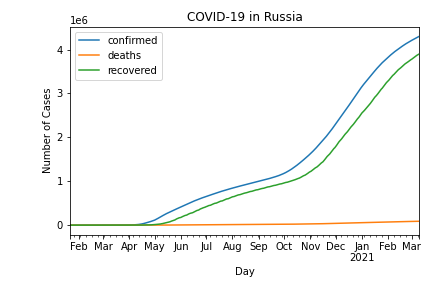 COVID-19 in Russia
1e6
confirmed
deaths
recovered
Number of Cases
4
3
2
1
0
Feb Mar Apr May Jun Jul Aug Sep Oct Nov Dec Jan Feb Mar
2021
Day